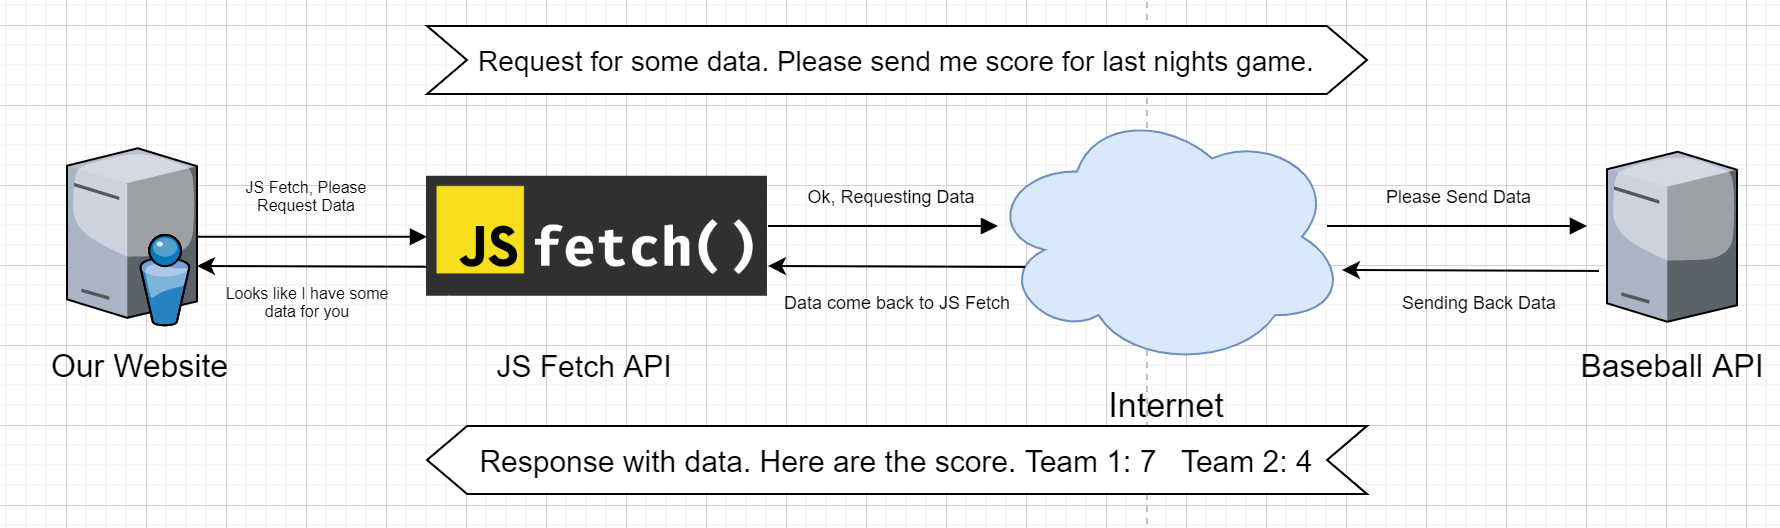 Request for some data. Please send me score for last nights game.
JS Fetch, Please
Request Data
Looks like I have some
data for you
Our Website
JS fetch()
JS Fetch API
Ok, Requesting Data
Data come back to JS Fetch
Internet
Please Send Data
Sending Back Data
Baseball API
Response with data. Here are the score. Team 1: 7 Team 2: 4